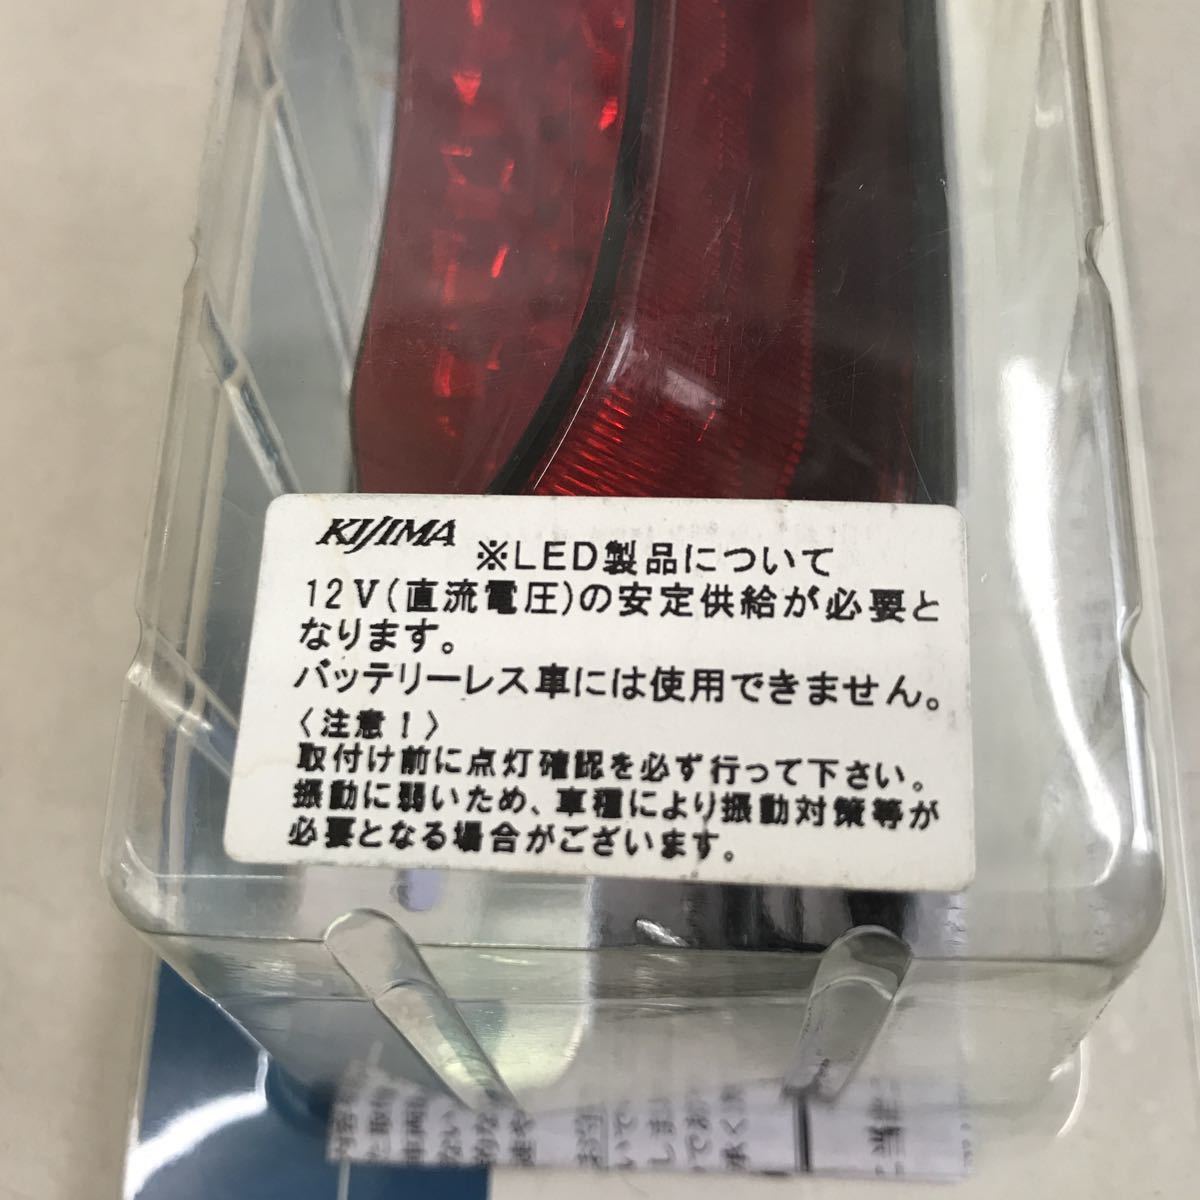 KIJIMA
※LED製品について
12V(直流電圧)の安定供給が必要と
なります。
バッテリーレス車には使用できません。
〈注意！〉
取付け前に点灯確認を必ず行って下さい。
振動に弱いため、車種により振動対策等が
必要となる場合がございます。